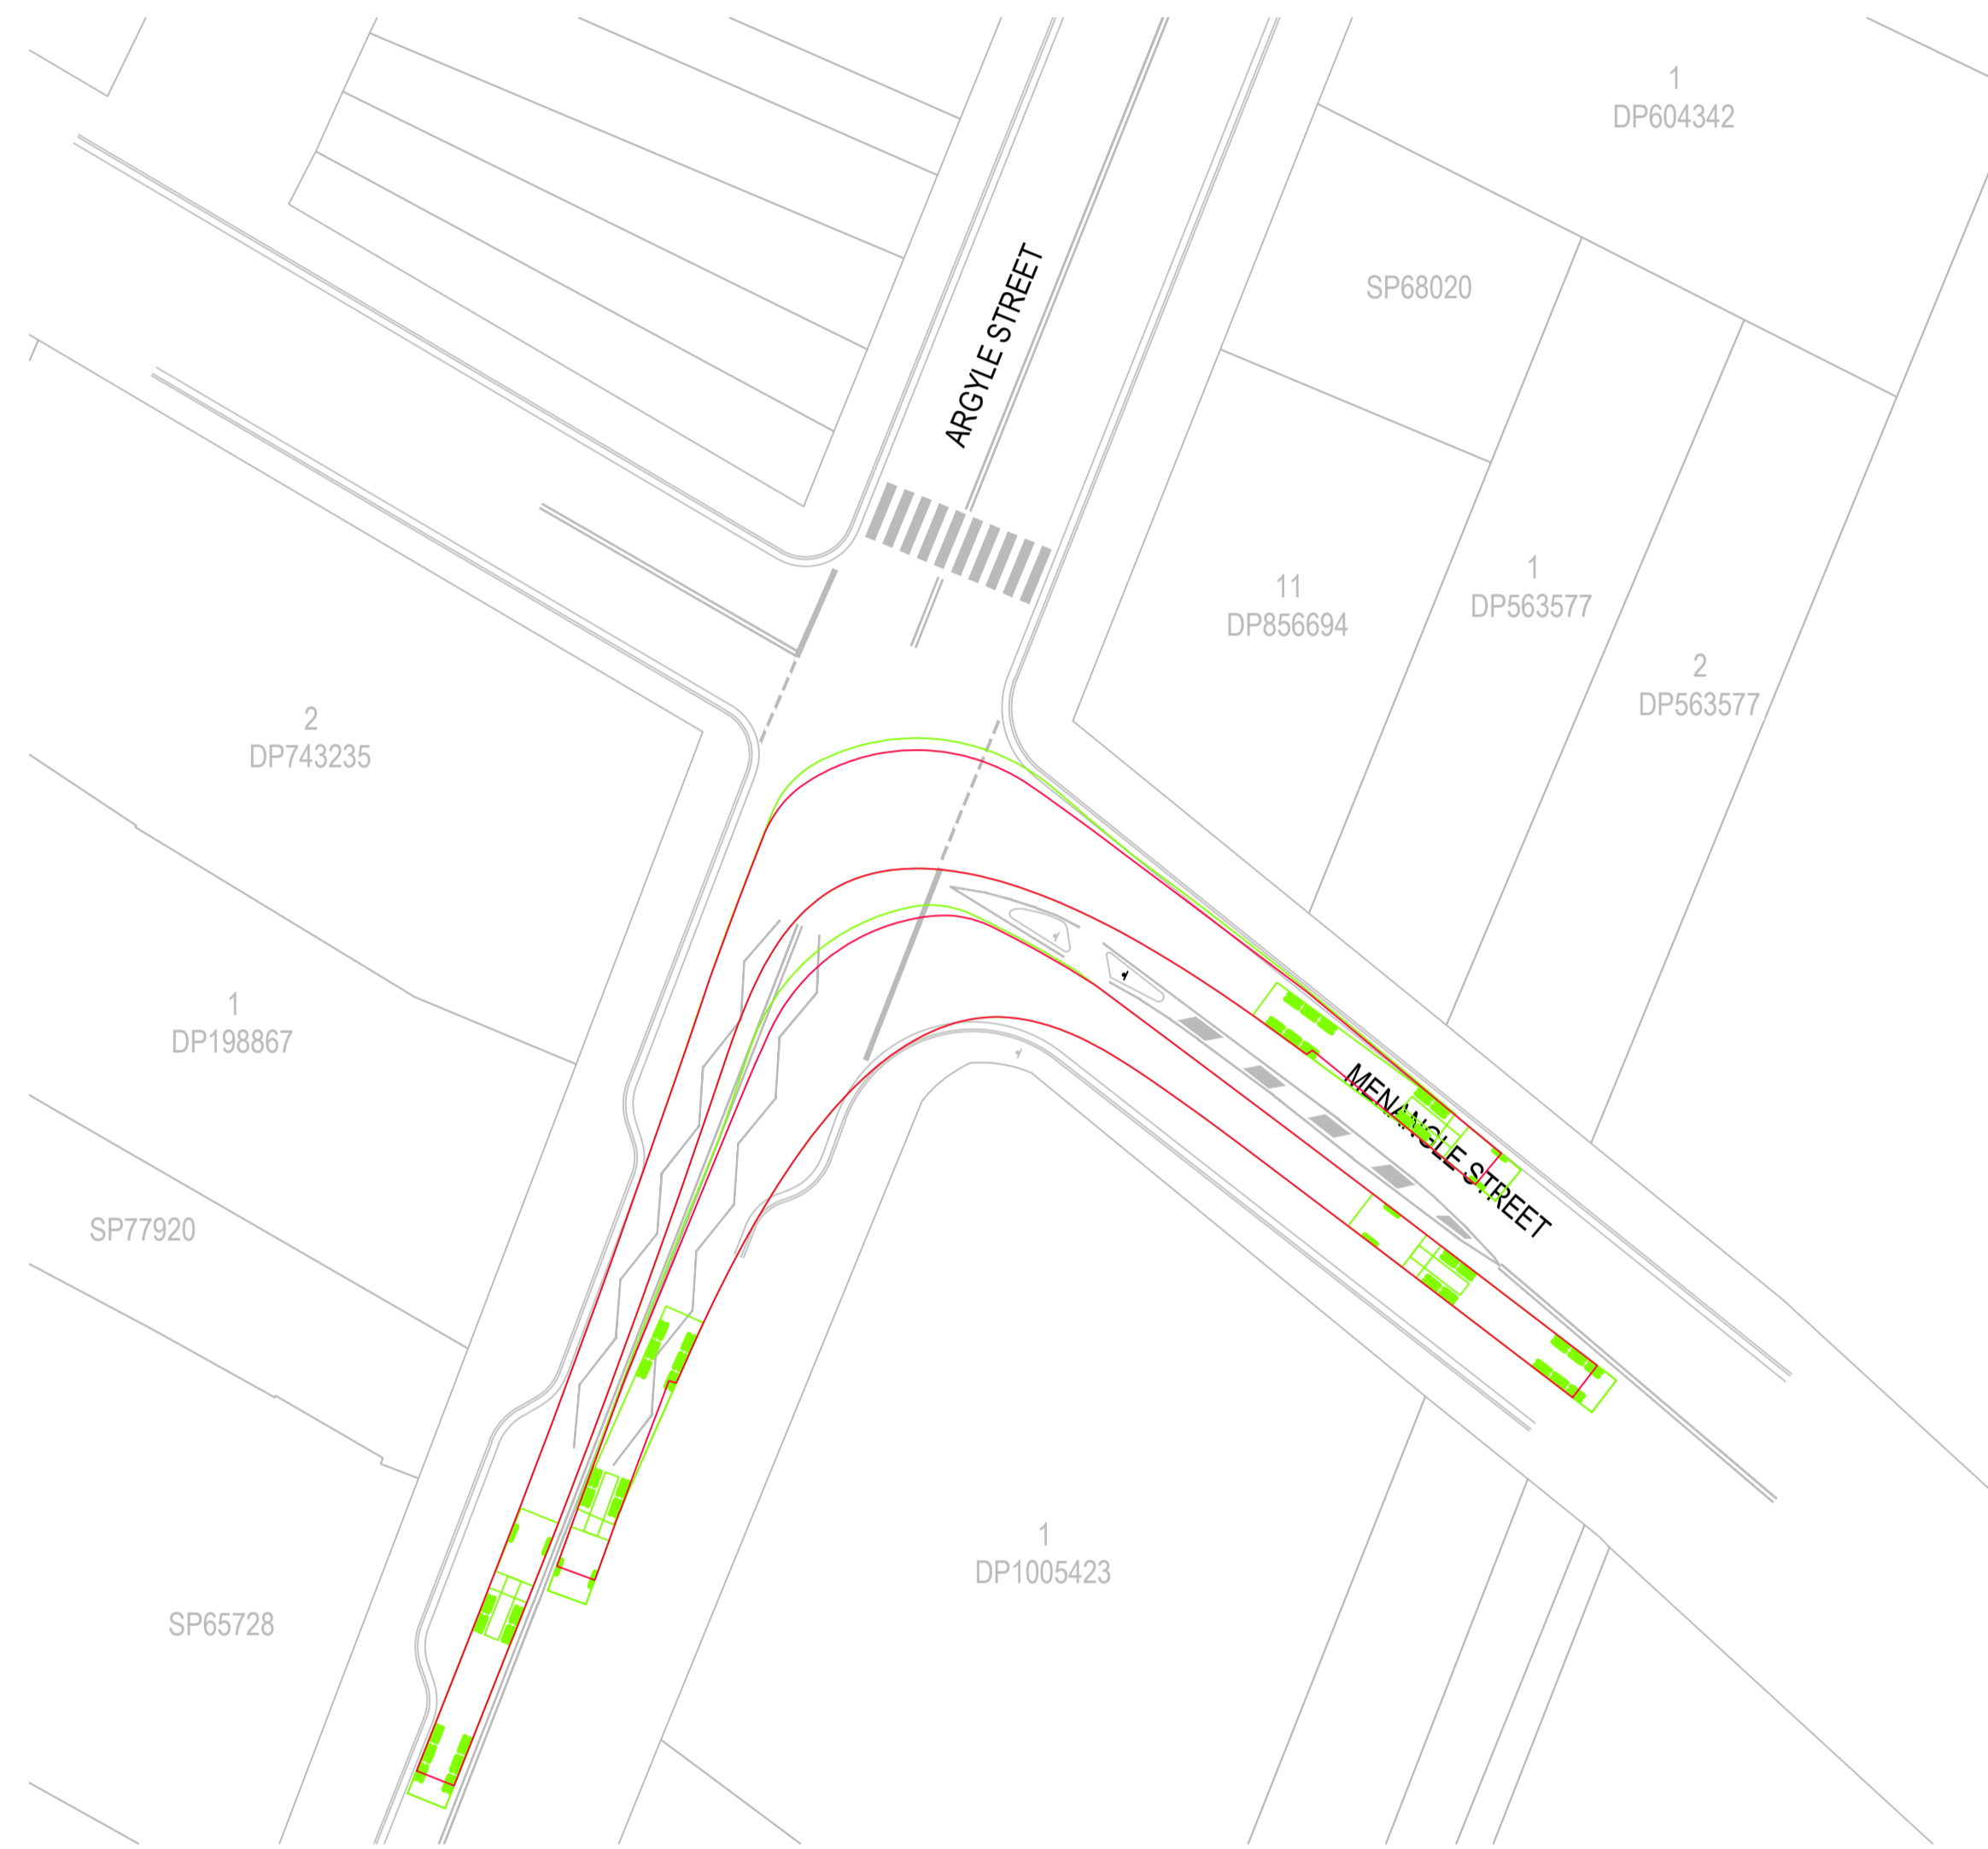 1
DP604342
ARGYLE STREET
SP68020
11
DP856694
1
DP563577
2
DP563577
2
DP743235
1
DP198867
MENANGLE STREET
SP77920
1
DP1005423
SP65728